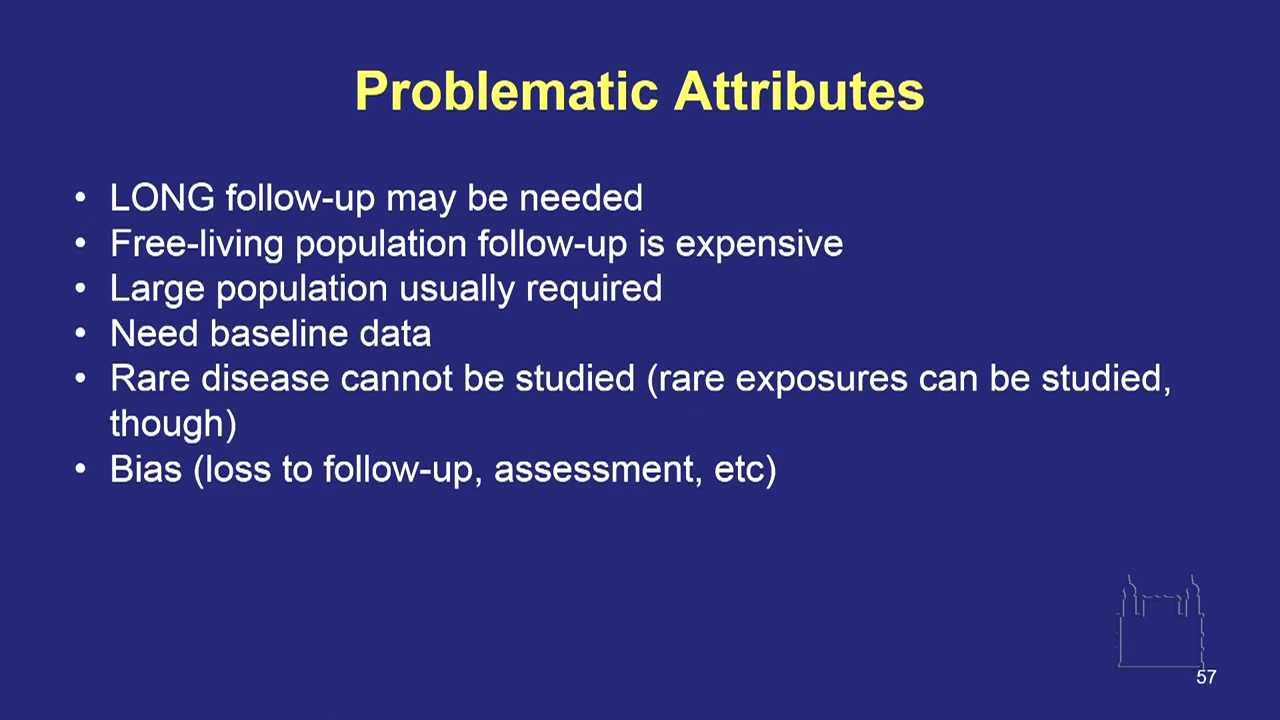 Problematic Attributes
• LONG follow-up may be needed
• Free-living population follow-up is expensive
• Large population usually required
• Need baseline data
• Rare disease cannot be studied (rare exposures can be studied,
though)
• Bias (loss to follow-up, assessment, etc)
57